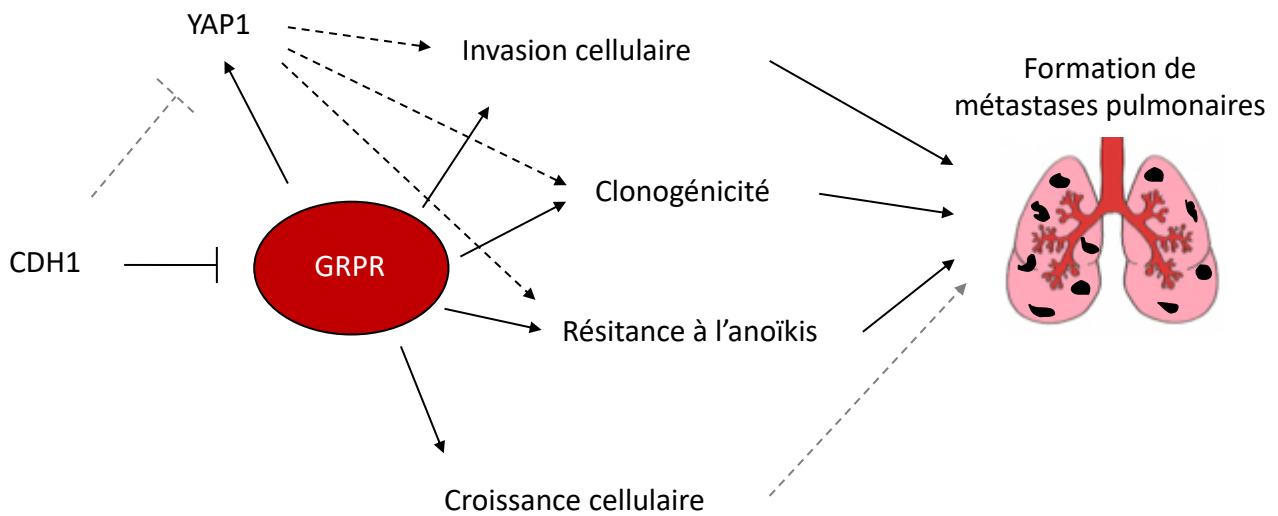 YAP1
Invasion cellulaire
Formation de
métastases pulmonaires
Clonogénicité
CDH1
GRPR
Résitance à l'anoïkis
Croissance cellulaire